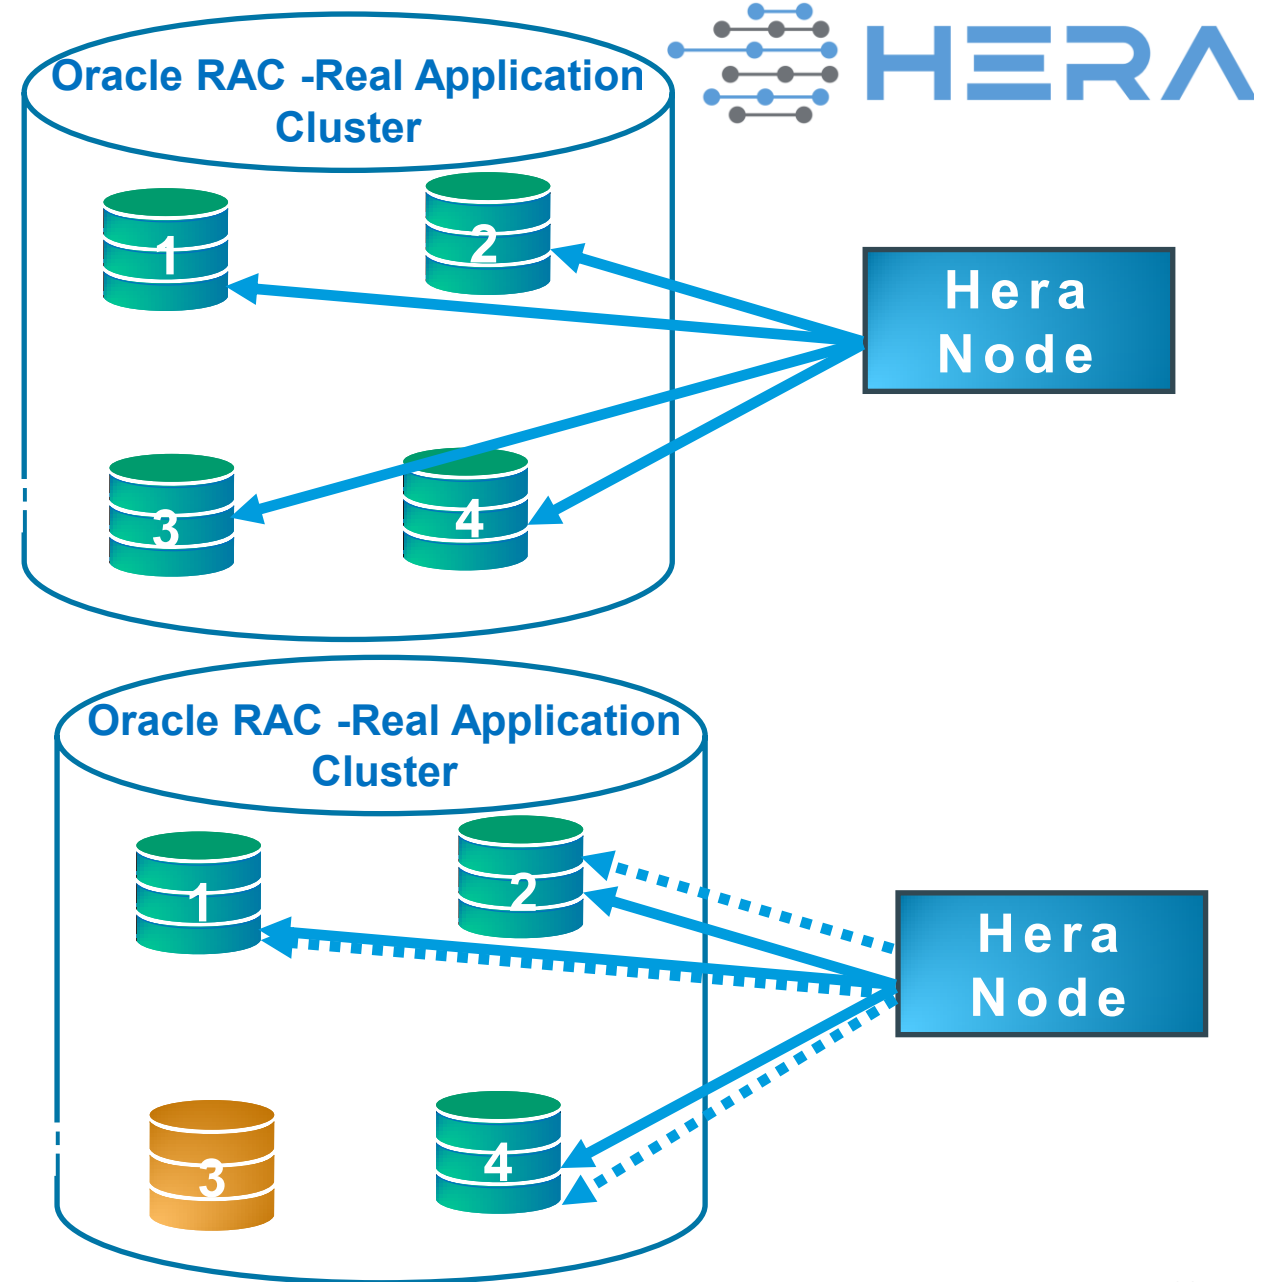 HERA
Oracle RAC -Real Application
Cluster
1
2
Hera
Node
3
4
Oracle RAC -Real Application
Cluster
1
2
Hera
Node
3
4